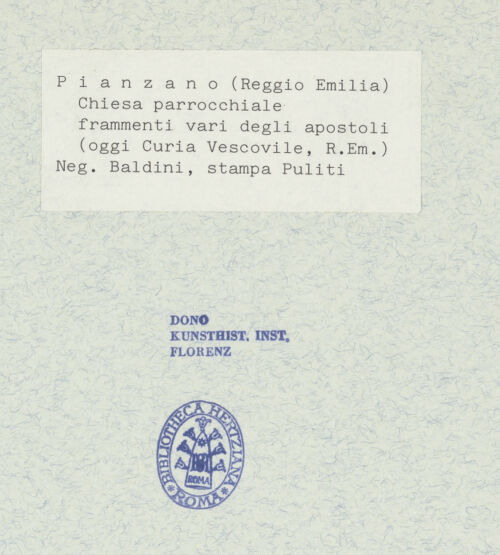 P i a n z a n o (Reggio Emilia)
Chiesa parrocchiale
frammenti vari degli apostoli
(oggi Curia Vescovile, R.Em.)
Neg. Baldini, stampa Puliti
DONO
KUNSTHIST. INST.
FLORENZ
BIBLIOTHECA HERTZIANA
ROMA
* ROMA *